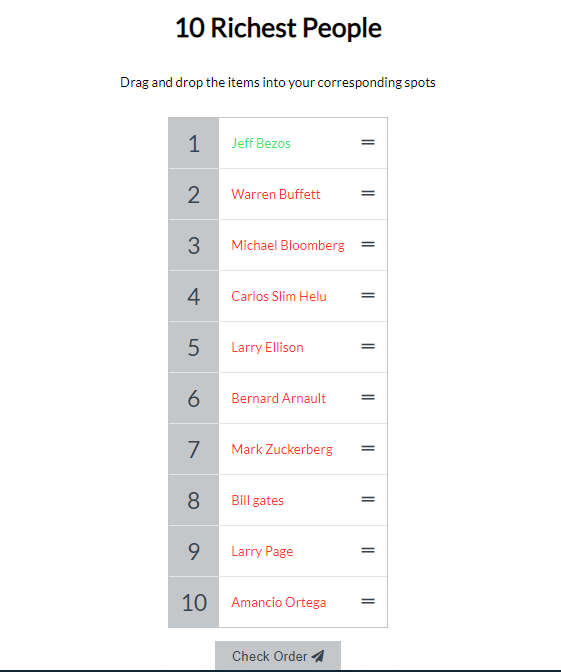 10 Richest People
Drag and drop the items into your corresponding spots
1 Jeff Bezos
2 Warren Buffett
3 Michael Bloomberg
4 Carlos Slim Helu
5 Larry Ellison
6 Bernard Arnault
7 Mark Zuckerberg
8 Bill gates
9 Larry Page
10 Amancio Ortega
Check Order